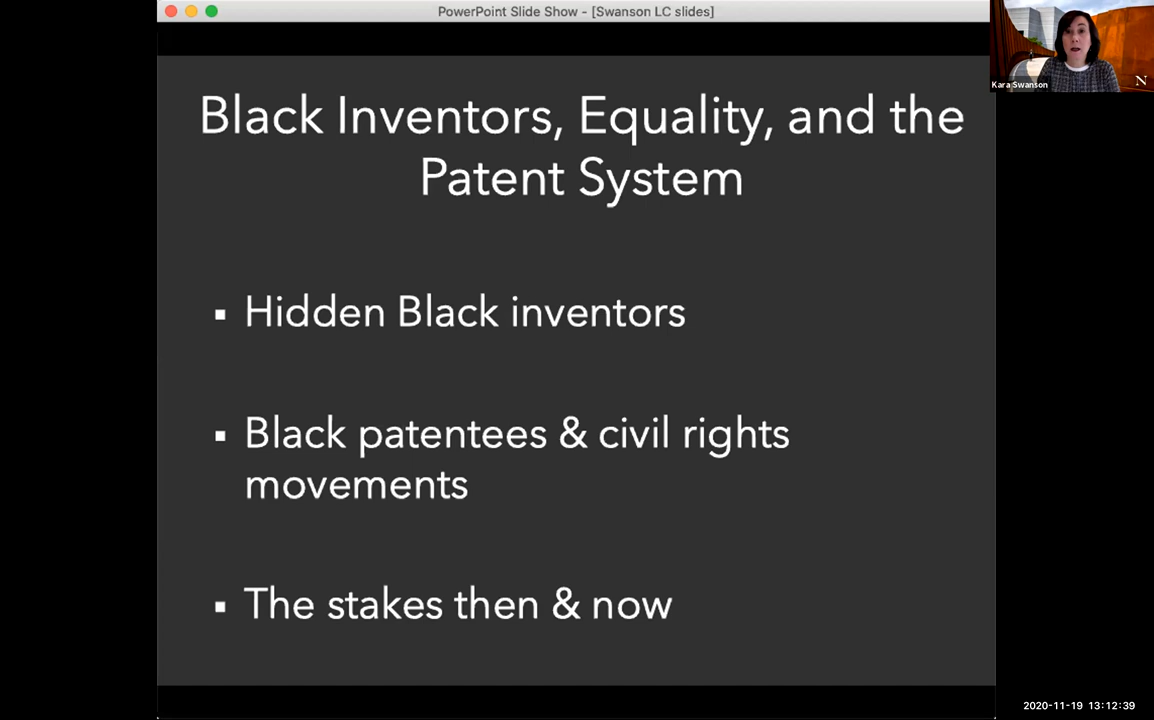 PowerPoint Slide Show - [Swanson LC slides]
Kara Swanson
N
Black Inventors, Equality, and the
Patent System
▪ Hidden Black inventors
▪ Black patentees & civil rights
movements
▪ The stakes then & now
2020-11-19 13:12:39